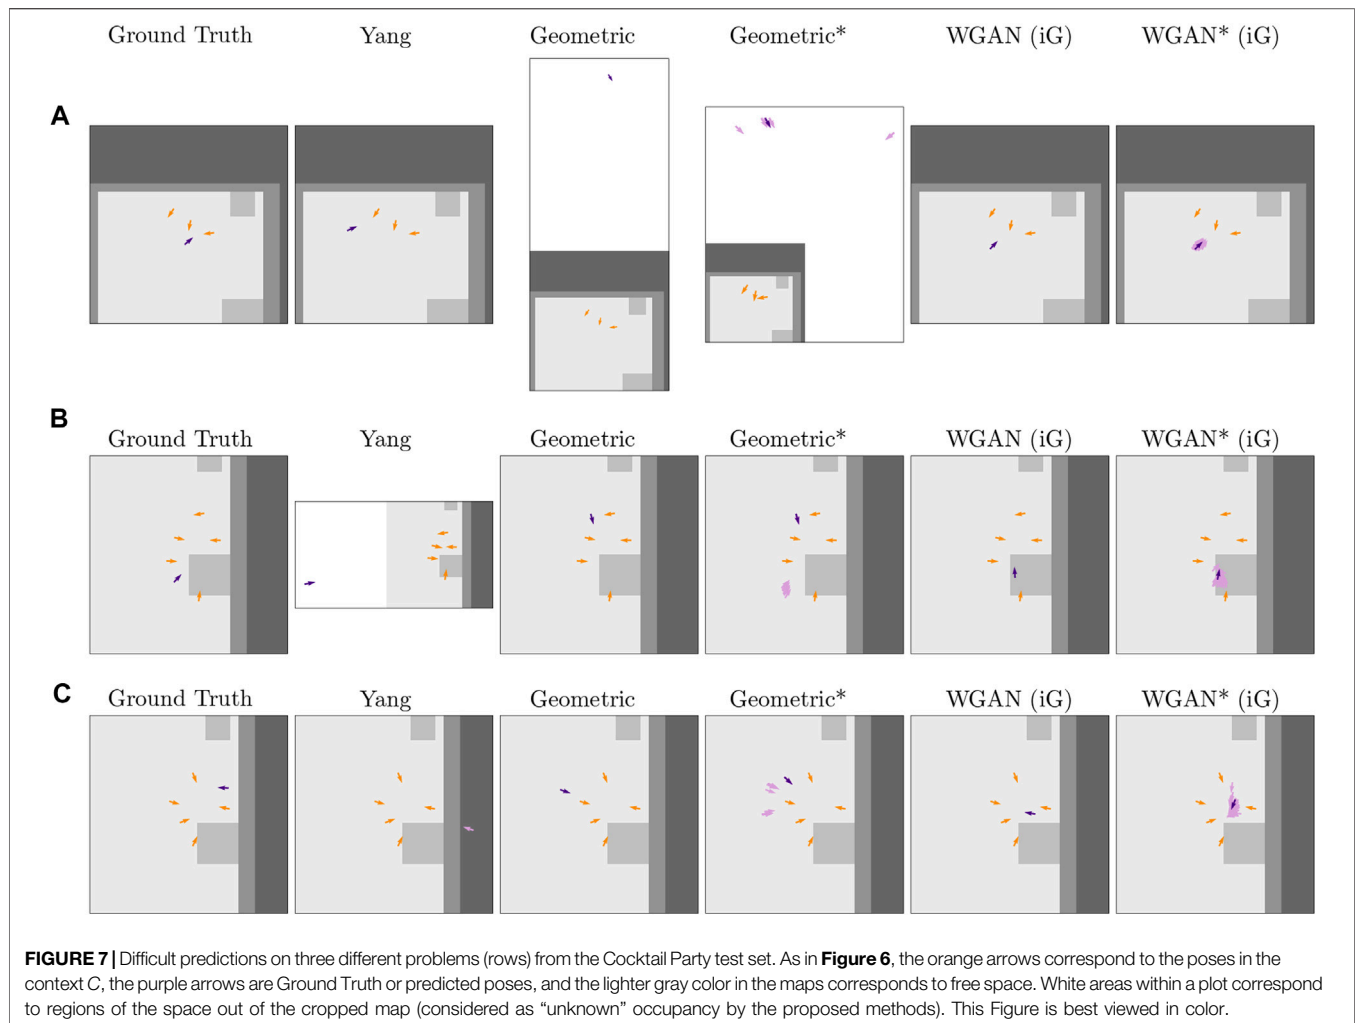 Ground Truth Yang Geometric Geometric* WGAN (iG) WGAN* (iG)
A
B
Ground Truth Yang Geometric Geometric* WGAN (iG) WGAN* (iG)
C
Ground Truth Yang Geometric Geometric* WGAN (iG) WGAN* (iG)
FIGURE 7 | Difficult predictions on three different problems (rows) from the Cocktail Party test set. As in Figure 6, the orange arrows correspond to the poses in the
context C, the purple arrows are Ground Truth or predicted poses, and the lighter gray color in the maps corresponds to free space. White areas within a plot correspond
to regions of the space out of the cropped map (considered as “unknown” occupancy by the proposed methods). This Figure is best viewed in color.